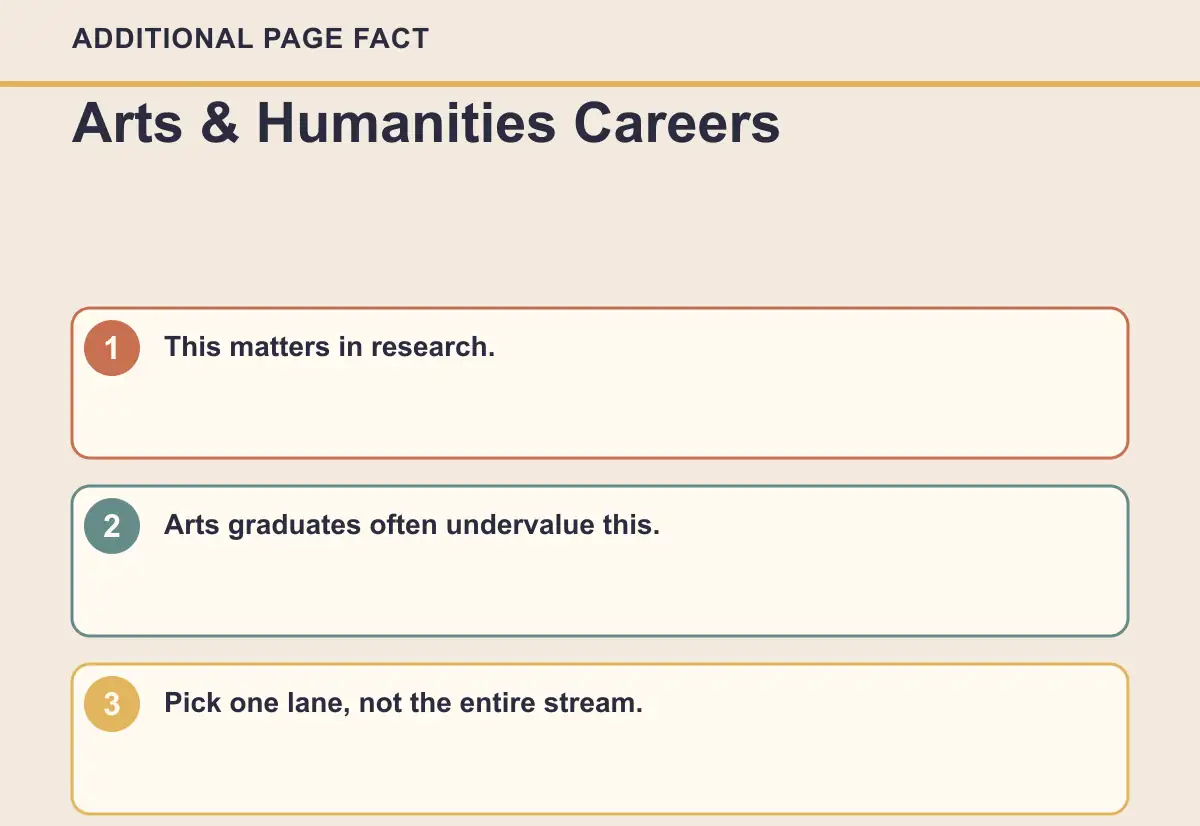 ADDITIONAL PAGE FACT
Arts & Humanities Careers
1
This matters in research.
2
Arts graduates often undervalue this.
3
Pick one lane, not the entire stream.